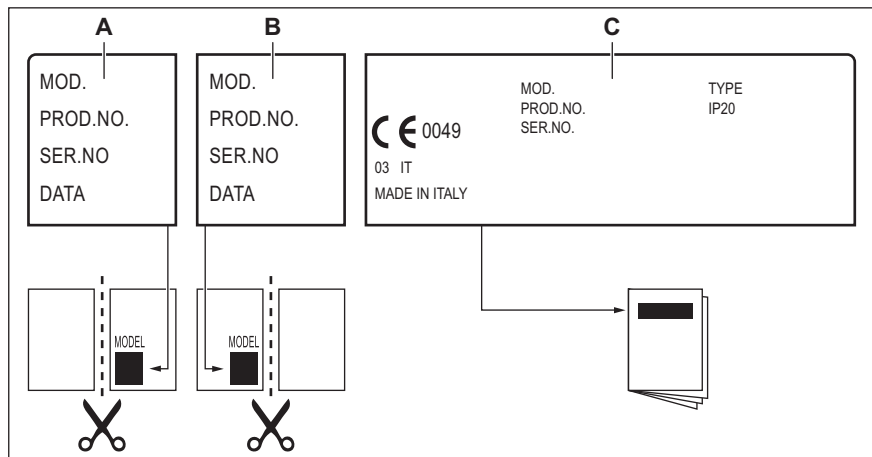 A
B
C
MOD.
PROD.NO.
SER.NO
DATA
MOD.
PROD.NO.
SER.NO
DATA
MOD.
PROD.NO.
SER.NO.
TYPE
IP20
CE 0049
03 IT
MADE IN ITALY
MODEL
MODEL